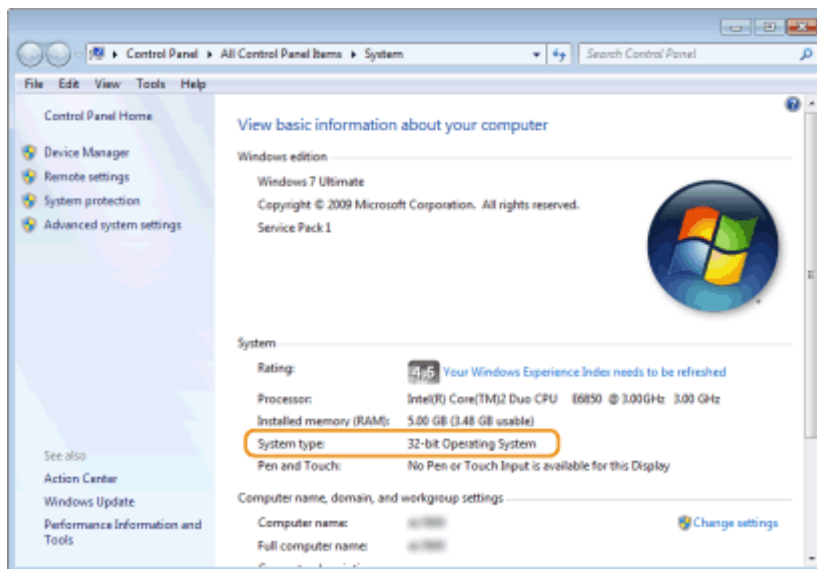 Control Panel ▸ All Control Panel Items ▸ System
Search Control Panel
File Edit View Tools Help
Control Panel Home
Device Manager
Remote settings
System protection
Advanced system settings
See also
Action Center
Windows Update
Performance Information and
Tools
View basic information about your computer
Windows edition
Windows 7 Ultimate
Copyright © 2009 Microsoft Corporation. All rights reserved.
Service Pack 1
System
Rating: 4.5 Your Windows Experience Index needs to be refreshed
Processor: Intel(R) Core(TM)2 Duo CPU E6850 @ 3.00GHz 3.00 GHz
Installed memory (RAM): 5.00 GB (3.48 GB usable)
System type: 32-bit Operating System
Pen and Touch: No Pen or Touch Input is available for this Display
Computer name, domain, and workgroup settings
Computer name: Change settings
Full computer name: